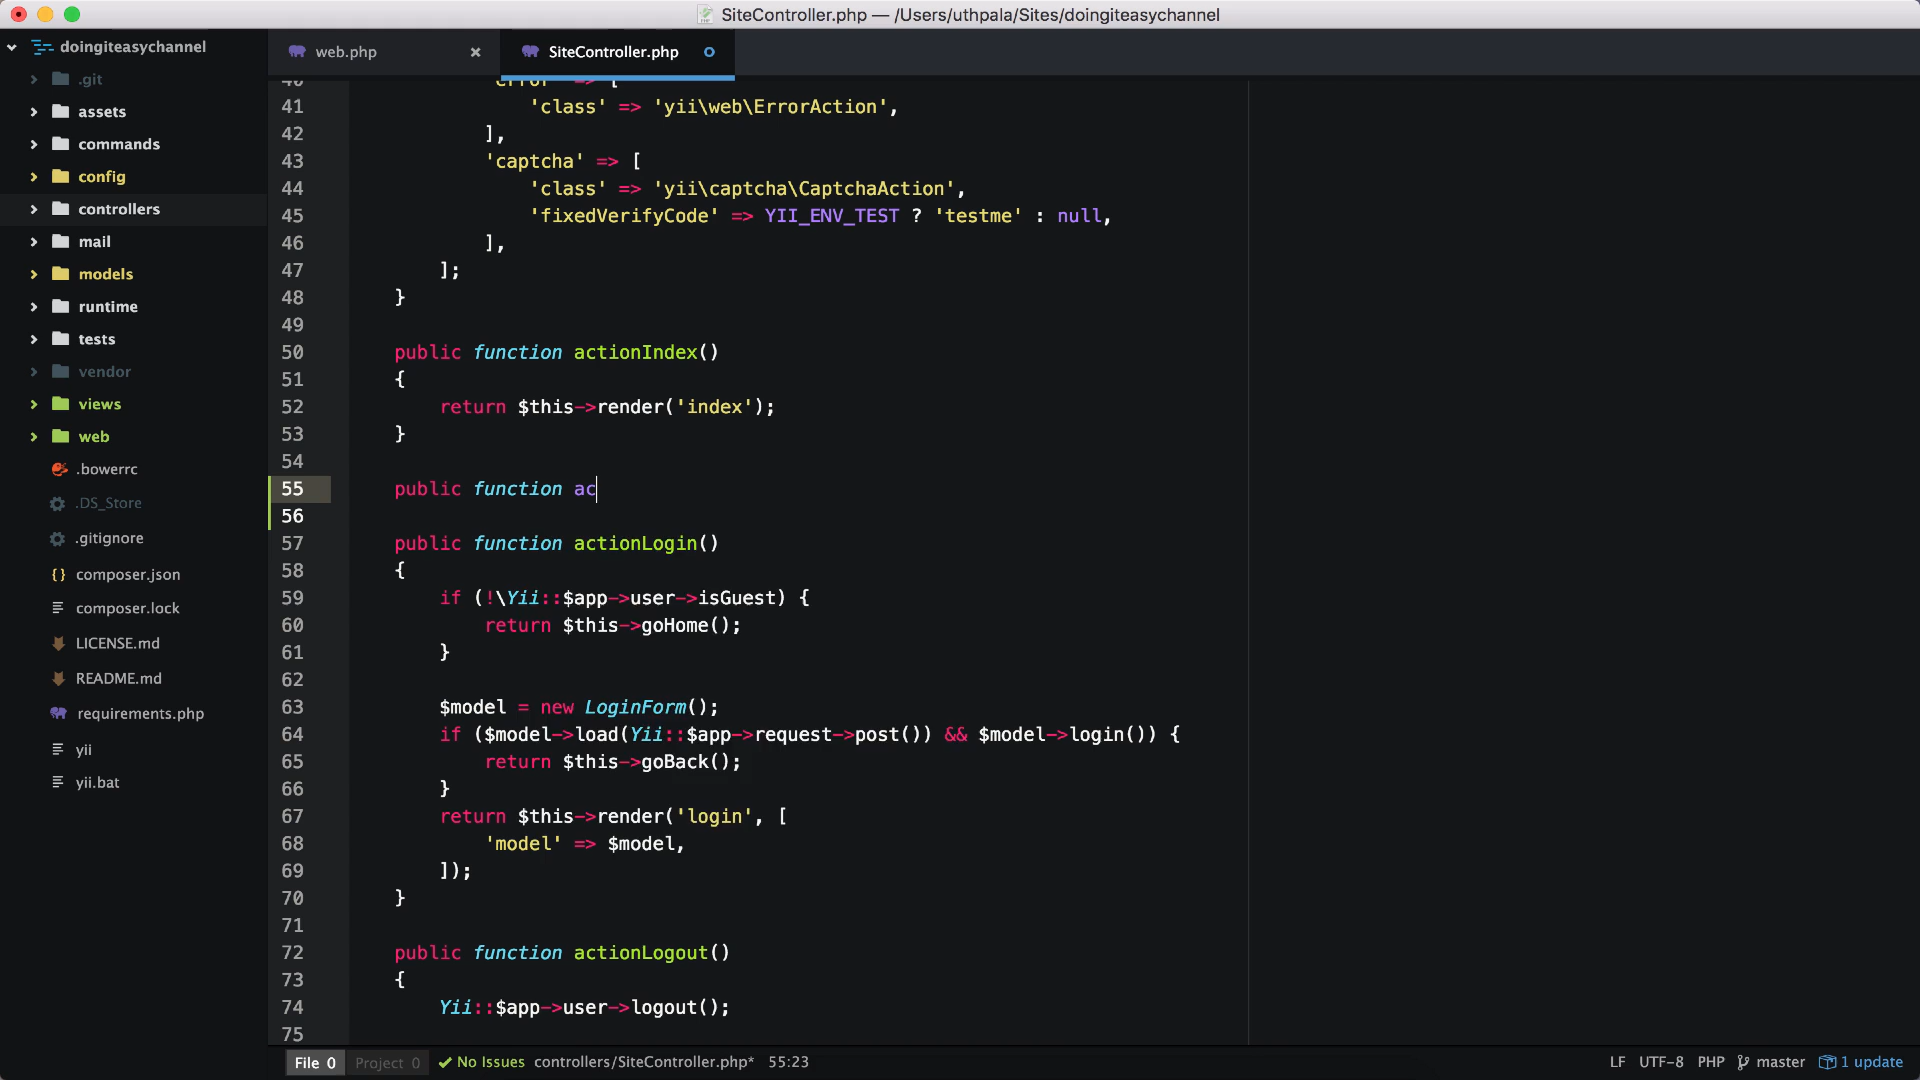 SiteController.php — /Users/uthpala/Sites/doingiteasychannel
doingiteasychannel
.git
assets
commands
config
controllers
mail
models
runtime
tests
vendor
views
web
.bowerrc
.DS_Store
.gitignore
composer.json
composer.lock
LICENSE.md
README.md
requirements.php
yii
yii.bat
web.php
SiteController.php
40 'error' => [
41 'class' => 'yii\web\ErrorAction',
42 ],
43 'captcha' => [
44 'class' => 'yii\captcha\CaptchaAction',
45 'fixedVerifyCode' => YII_ENV_TEST ? 'testme' : null,
46 ],
47 ];
48 }
49
50 public function actionIndex()
51 {
52 return $this->render('index');
53 }
54
55 public function ac
56
57 public function actionLogin()
58 {
59 if (!\Yii::$app->user->isGuest) {
60 return $this->goHome();
61 }
62
63 $model = new LoginForm();
64 if ($model->load(Yii::$app->request->post()) && $model->login()) {
65 return $this->goBack();
66 }
67 return $this->render('login', [
68 'model' => $model,
69 ]);
70 }
71
72 public function actionLogout()
73 {
74 Yii::$app->user->logout();
75
File 0 Project 0 No Issues controllers/SiteController.php* 55:23 LF UTF-8 PHP master 1 update